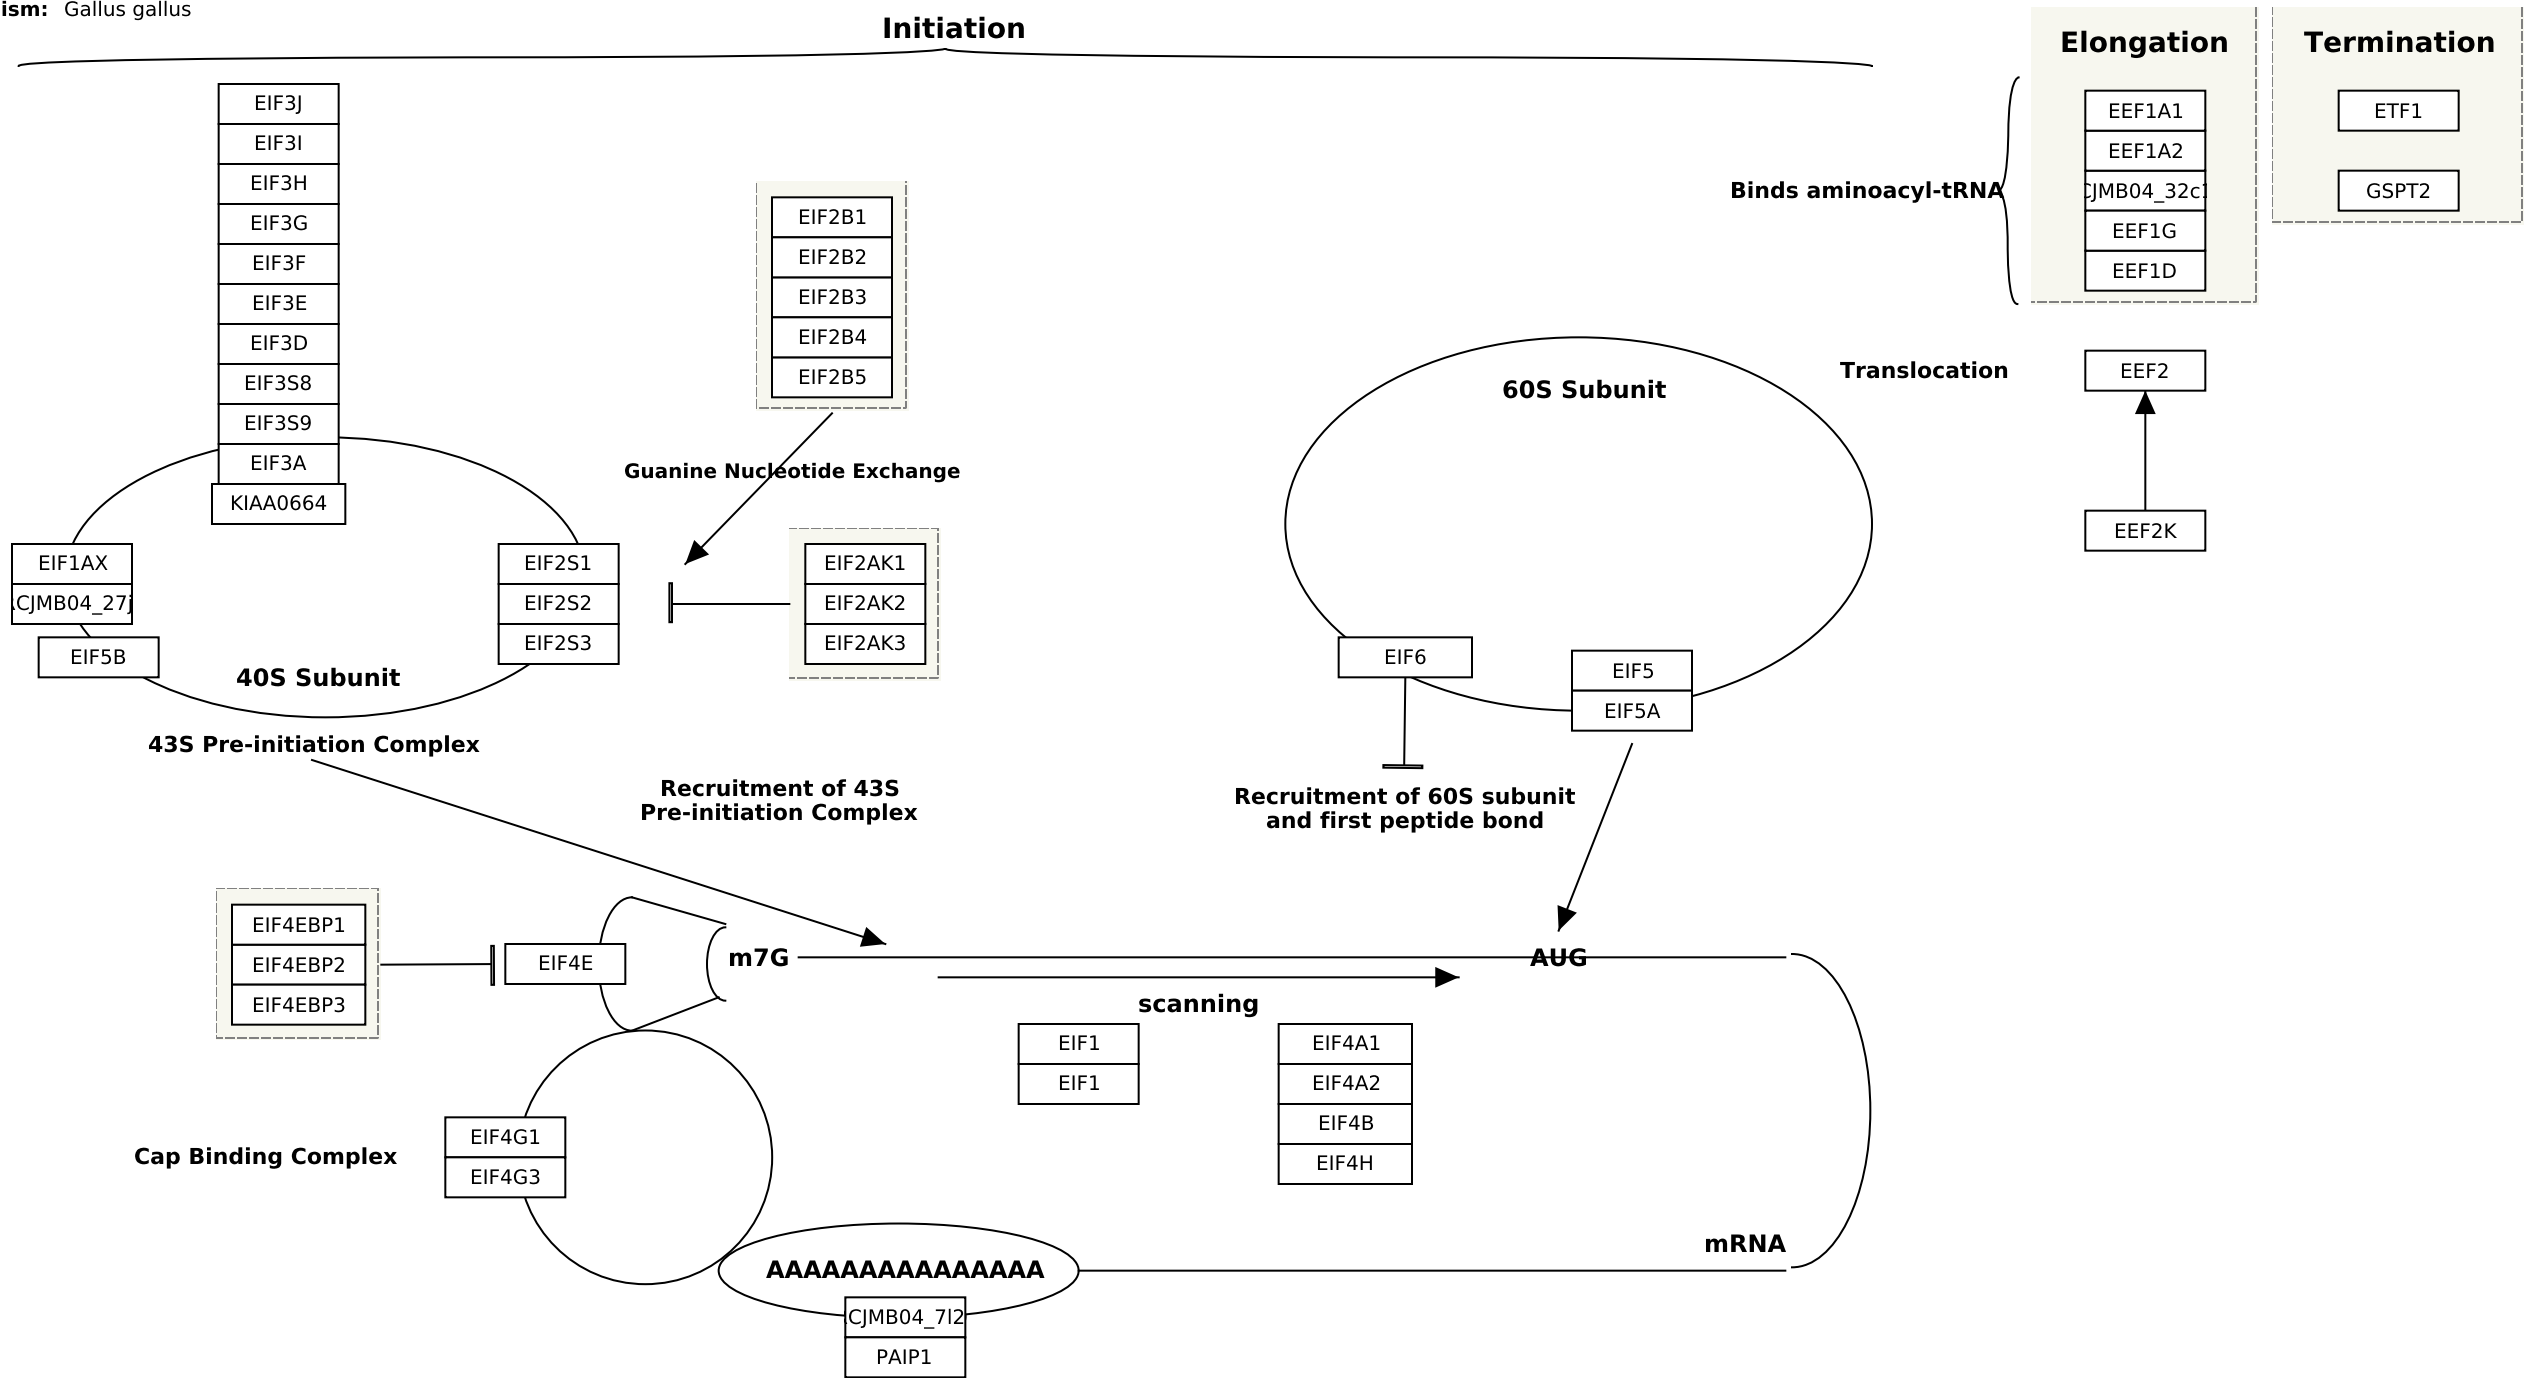 ism: Gallus gallus
Initiation
Elongation
Termination
EIF3J
EIF3I
EIF3H
EIF3G
EIF3F
EIF3E
EIF3D
EIF3S8
EIF3S9
EIF3A
KIAA0664
EIF1AX
CJMB04_27j
EIF5B
EIF2S1
EIF2S2
EIF2S3
40S Subunit
43S Pre-initiation Complex
EIF2B1
EIF2B2
EIF2B3
EIF2B4
EIF2B5
Guanine Nucleotide Exchange
EIF2AK1
EIF2AK2
EIF2AK3
Recruitment of 43S
Pre-initiation Complex
60S Subunit
EIF6
EIF5
EIF5A
Recruitment of 60S subunit
and first peptide bond
Binds aminoacyl-tRNA
EEF1A1
EEF1A2
CJMB04_32c1
EEF1G
EEF1D
Translocation
EEF2
EEF2K
ETF1
GSPT2
EIF4EBP1
EIF4EBP2
EIF4EBP3
EIF4E
m7G
AUG
scanning
EIF1
EIF1
EIF4A1
EIF4A2
EIF4B
EIF4H
Cap Binding Complex
EIF4G1
EIF4G3
mRNA
AAAAAAAAAAAAAAA
CJMB04_7l2
PAIP1